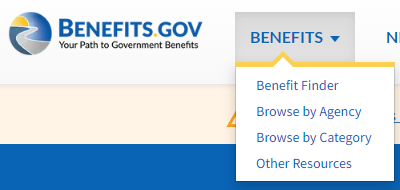 BENEFITS.GOV
Your Path to Government Benefits
BENEFITS
Benefit Finder
Browse by Agency
Browse by Category
Other Resources